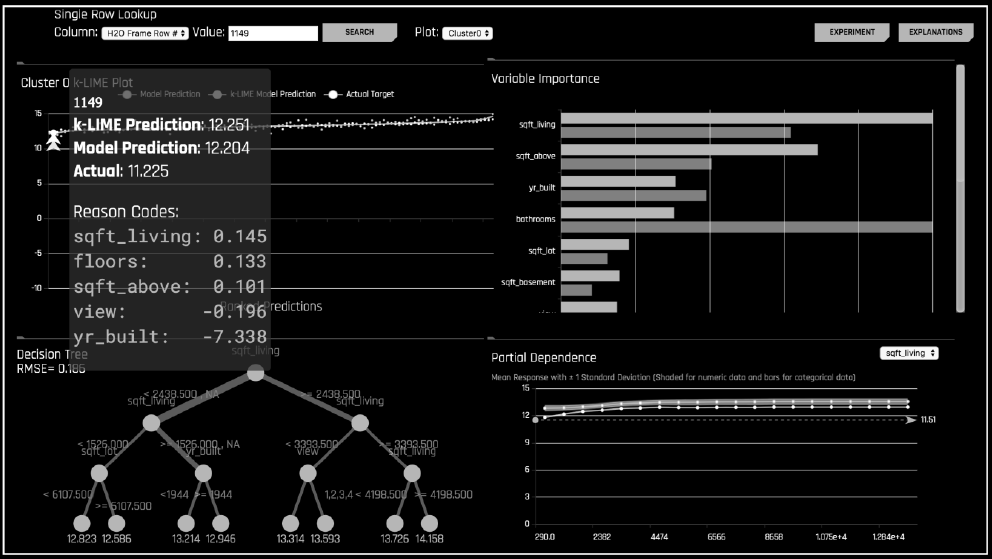 Single Row Lookup
Column: H2O Frame Row # Value: 1149 SEARCH Plot: Cluster0 EXPERIMENT EXPLANATIONS
Cluster 0 k-LIME Plot
Model Prediction k-LIME Model Prediction Actual Target
1149
k-LIME Prediction: 12.251
Model Prediction: 12.204
Actual: 11.225
Reason Codes:
sqft_living: 0.145
floors: 0.133
sqft_above: 0.101
view: -0.196
yr_built: -7.338
15
10
5
0
-5
-10
Ranked Predictions
Variable Importance
sqft_living
sqft_above
yr_built
bathrooms
sqft_lot
sqft_basement
Decision Tree
RMSE= 0.186
sqft_living
< 2438.500 , NA >= 2438.500
sqft_living sqft_living
< 1526.000 >= 1526.000 , NA < 3393.500 >= 3393.500
sqft_lot yr_built view sqft_living
< 6107.500 >= 6107.500 <1944 >= 1944 1,2,3,4 < 4198.500 >= 4198.500
12.823 12.586 13.214 12.946 13.314 13.593 13.726 14.158
Partial Dependence sqft_living
Mean Response with ± 1 Standard Deviation (Shaded for numeric data and bars for categorical data)
15
12
9
6
3
0
11.51
290.0 2382 4474 6566 8658 1.075e+4 1.284e+4